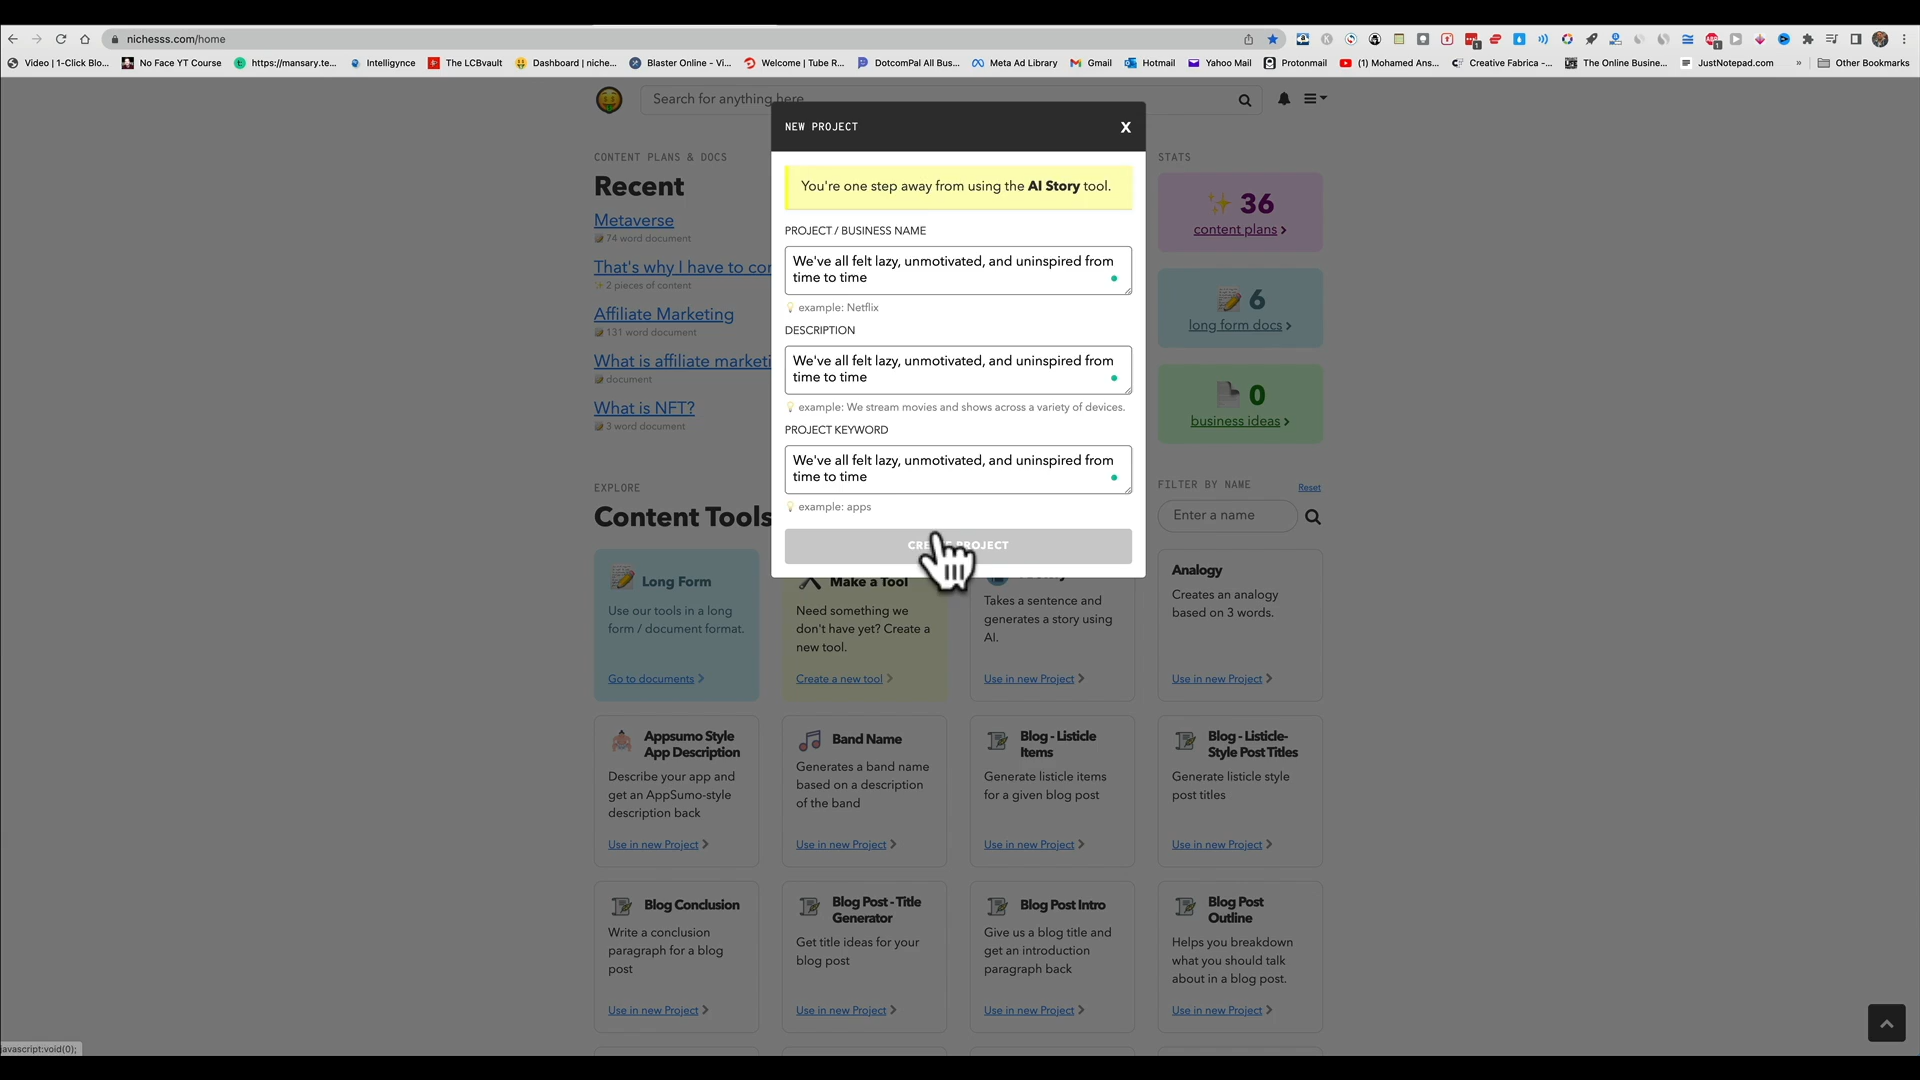 nichesss.com/home
Video | 1-Click Blo...
No Face YT Course
https://mansary.te...
Intelligynce
The LCBvault
Dashboard | niche...
Blaster Online - Vi...
Welcome | Tube R...
DotcomPal All Bus...
Meta Ad Library
Gmail
Hotmail
Yahoo Mail
Protonmail
(1) Mohamed Ans...
Creative Fabrica -...
The Online Busine...
JustNotepad.com
»
Other Bookmarks
Search for anything here
NEW PROJECT
X
You're one step away from using the AI Story tool.
PROJECT / BUSINESS NAME
We've all felt lazy, unmotivated, and uninspired from
time to time
example: Netflix
DESCRIPTION
We've all felt lazy, unmotivated, and uninspired from
time to time
example: We stream movies and shows across a variety of devices.
PROJECT KEYWORD
We've all felt lazy, unmotivated, and uninspired from
time to time
example: apps
PROJECT
CONTENT PLANS & DOCS
Recent
Metaverse
74 word document
That's why I have to
2 pieces of content
Affiliate Marketing
131 word document
What is affiliate
document
What is NFT?
3 word document
STATS
36
content plans >
6
long form docs >
0
business ideas >
EXPLORE
Content Tools
FILTER BY NAME
Reset
Enter a name
Long Form
Use our tools in a long
form / document format.
Go to documents >
Make a Tool
Need something we
don't have yet? Create a
new tool.
Create a new tool >
Takes a sentence and
generates a story using
AI.
Use in new Project >
Analogy
Creates an analogy
based on 3 words.
Use in new Project >
Appsumo Style
App Description
Describe your app and
get an AppSumo-style
description back
Use in new Project >
Band Name
Generates a band name
based on a description
of the band
Use in new Project >
Blog - Listicle
Items
Generate listicle items
for a given blog post
Use in new Project >
Blog - Listicle-
Style Post Titles
Generate listicle style
post titles
Use in new Project >
Blog Conclusion
Write a conclusion
paragraph for a blog
post
Use in new Project >
Blog Post - Title
Generator
Get title ideas for your
blog post
Use in new Project >
Blog Post Intro
Give us a blog title and
get an introduction
paragraph back
Use in new Project >
Blog Post
Outline
Helps you breakdown
what you should talk
about in a blog post.
Use in new Project >
javascript:void(0);